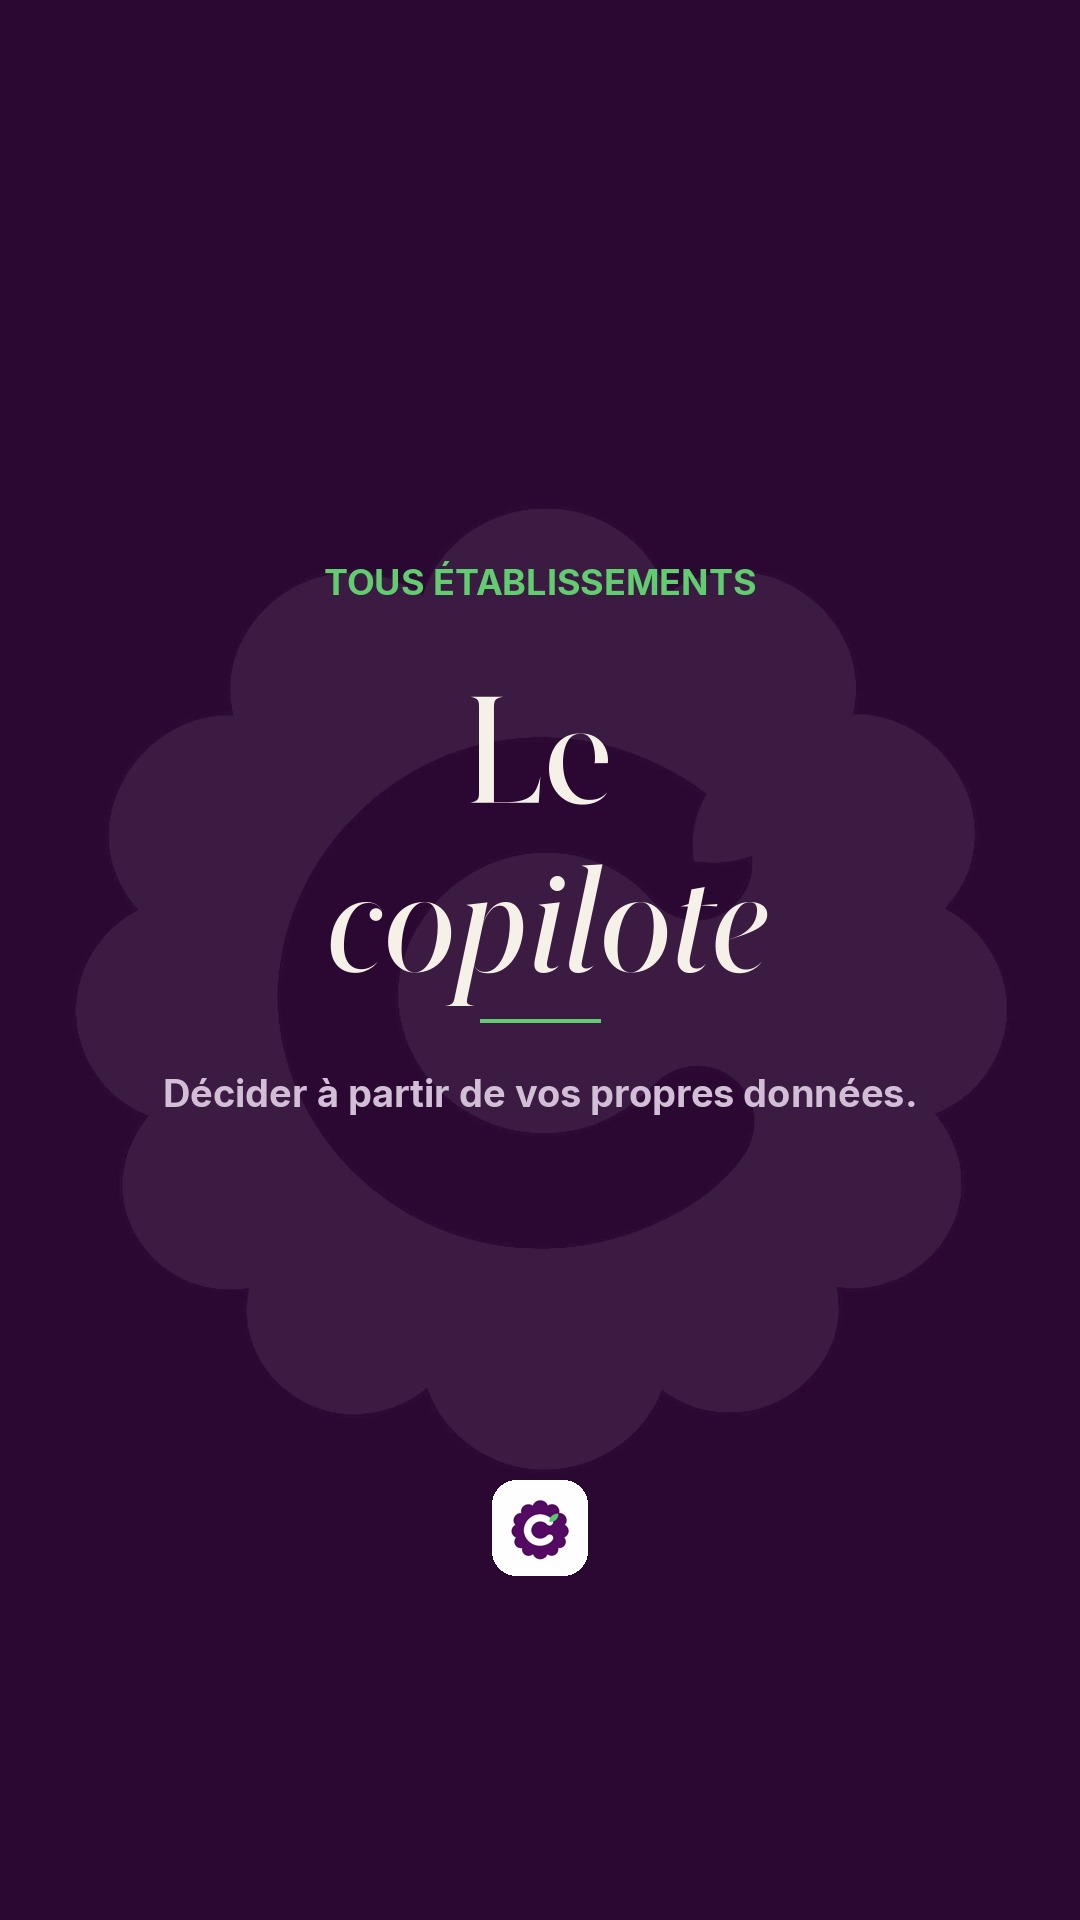 TOUS ÉTABLISSEMENTS
Le
copilote
Décider à partir de vos propres données.